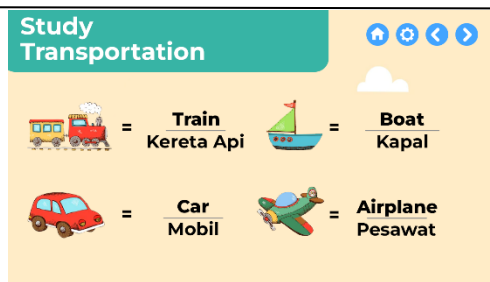 Study
Transportation
= Train
Kereta Api
= Boat
Kapal
= Car
Mobil
= Airplane
Pesawat